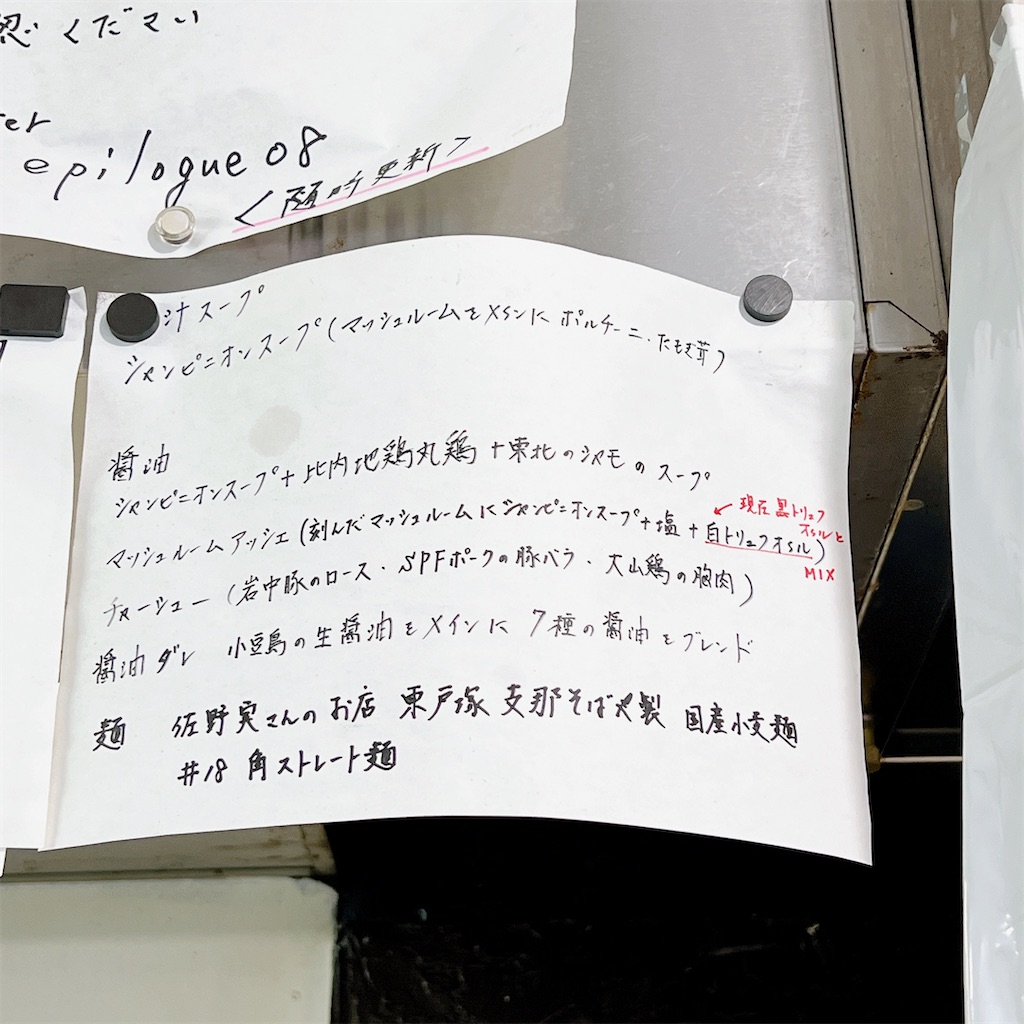 認ください
er
epilogue08
<随時更新>
汁スープ
シャンピニオンスープ(マッシュルームをメインに ポルチーニ・たもぎ茸)
醤油
シャンピニオンスープ+比内地鶏丸鶏+東北のシャモのスープ
マッシュルームアッシェ(刻んだマッシュルームにシャンピニオンスープ+塩+白トリュフオイル)
←現在黒トリュフ
オイルと
MIX
チャーシュー(岩中豚のロース・SPFポークの豚バラ・大山鶏の胸肉)
醤油ダレ 小豆島の生醤油をメインに 7種の醤油をブレンド
麺 佐野実さんのお店 東戸塚 支那そばや製 国産小麦麺
#18 角ストレート麺